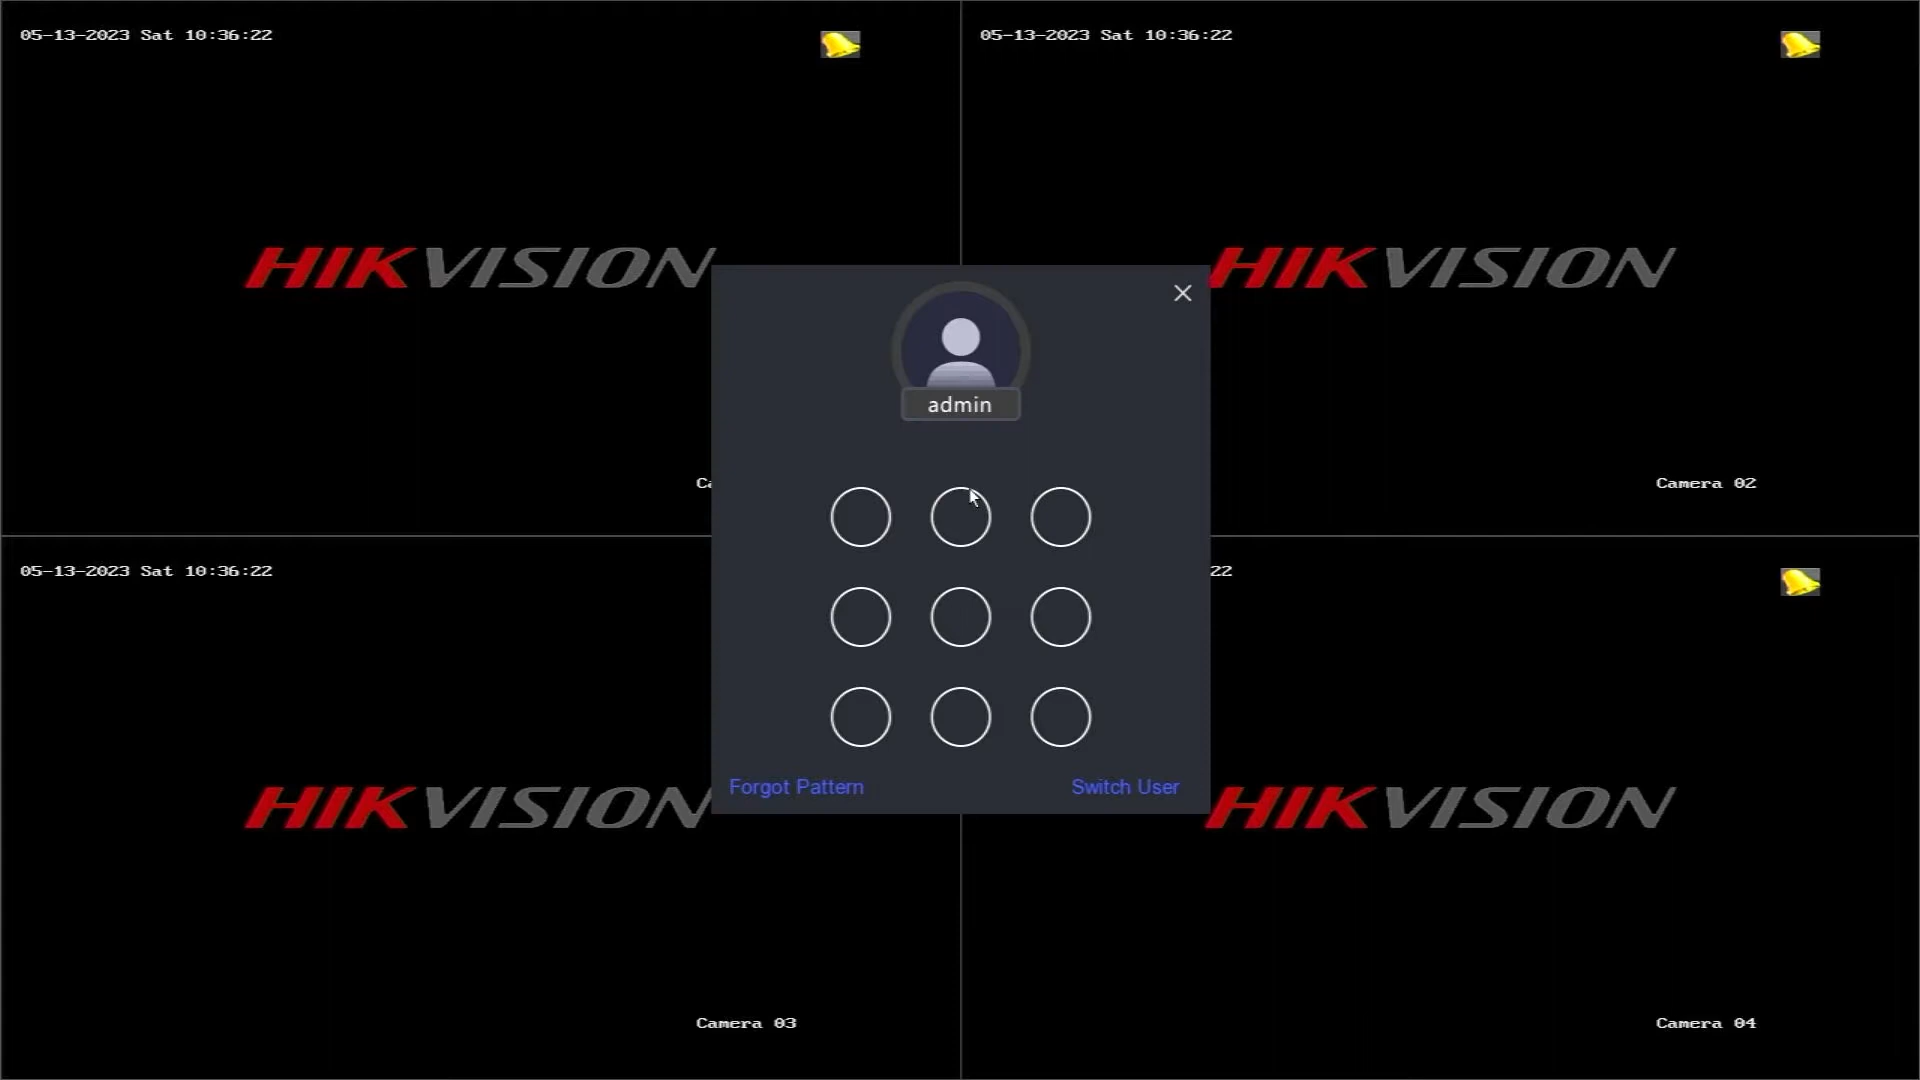 05-13-2023 Sat 10:36:22
05-13-2023 Sat 10:36:22
HIKVISION
HIKVISION
admin
Ca
Camera 02
05-13-2023 Sat 10:36:22
22
Forgot Pattern
Switch User
HIKVISION
HIKVISION
Camera 03
Camera 04